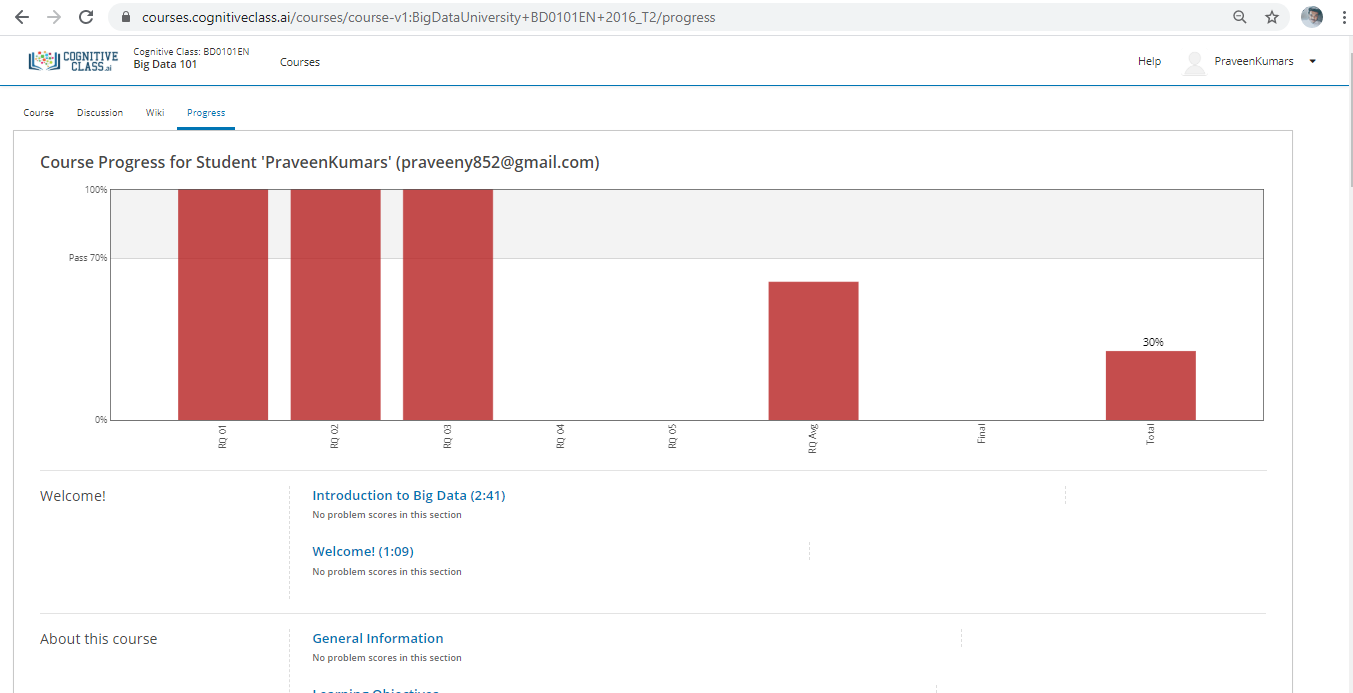 courses.cognitiveclass.ai/courses/course-v1:BigDataUniversity+BD0101EN+2016_T2/progress
COGNITIVE
CLASS.ai
Cognitive Class: BD0101EN
Big Data 101
Courses
Help
PraveenKumars
Course Discussion Wiki Progress
Course Progress for Student 'PraveenKumars' (praveeny852@gmail.com)
100%
Pass 70%
30%
0%
RQ 01 RQ 02 RQ 03 RQ 04 RQ 05 RQ Avg Final Total
Welcome!
Introduction to Big Data (2:41)
No problem scores in this section
Welcome! (1:09)
No problem scores in this section
About this course
General Information
No problem scores in this section
Learning Objectives